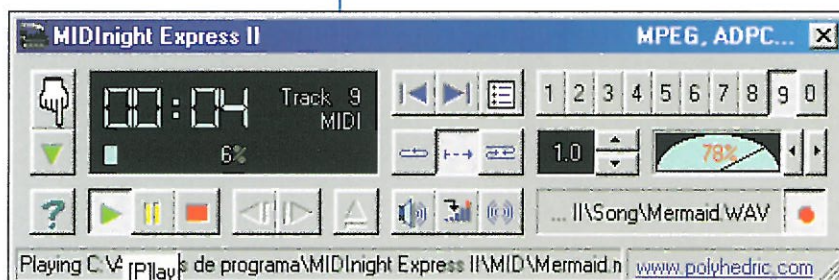 MIDInight Express II MPEG, ADPC...
00:04 Track 9
MIDI
6%
1 2 3 4 5 6 7 8 9 0
1.0 78%
... II\Song\Mermaid.WAV
Playing C:\A s de programa\MIDInight Express II\MID\Mermaid.n www.polyhedric.com
[P]lay